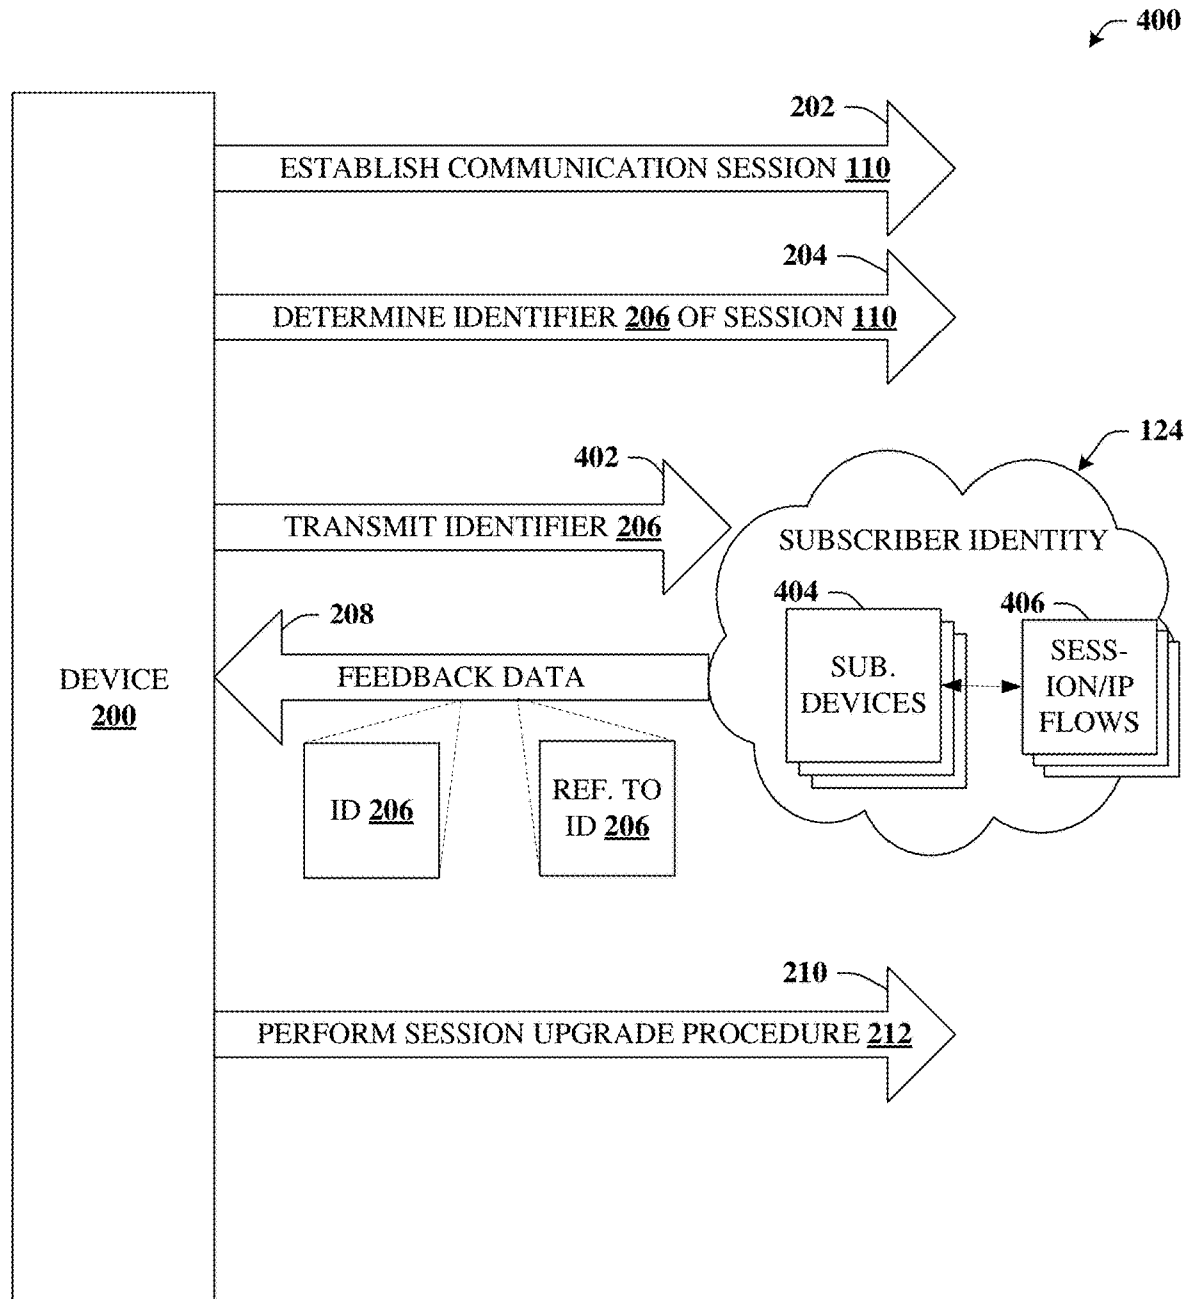 400
202
ESTABLISH COMMUNICATION SESSION 110
204
DETERMINE IDENTIFIER 206 OF SESSION 110
124
402
TRANSMIT IDENTIFIER 206
SUBSCRIBER IDENTITY
404
406
208
FEEDBACK DATA
SUB.
DEVICES
SESS-
ION/IP
FLOWS
DEVICE
200
ID 206
REF. TO
ID 206
210
PERFORM SESSION UPGRADE PROCEDURE 212